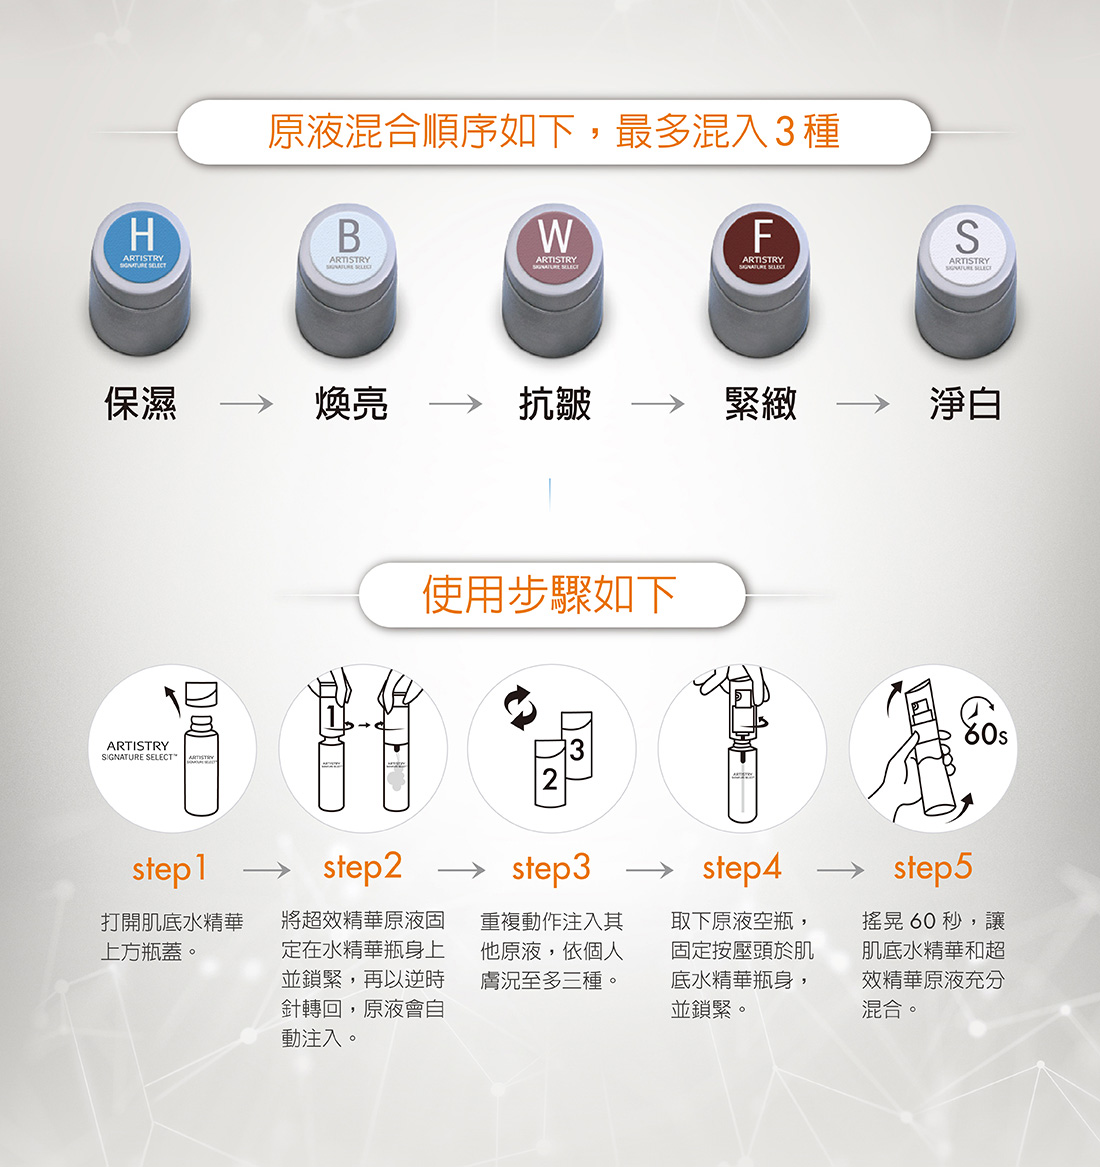 原液混合順序如下，最多混入3種
H
ARTISTRY
SIGNATURE SELECT
B
ARTISTRY
SIGNATURE SELECT
W
ARTISTRY
SIGNATURE SELECT
F
ARTISTRY
SIGNATURE SELECT
S
ARTISTRY
SIGNATURE SELECT
保濕 → 煥亮 → 抗皺 → 緊緻 → 淨白
使用步驟如下
ARTISTRY
SIGNATURE SELECT™
ARTISTRY
SIGNATURE SELECT™
1
ARTISTRY
SIGNATURE SELECT
ARTISTRY
SIGNATURE SELECT
3
2
ARTISTRY
SIGNATURE SELECT
60s
step1 → step2 → step3 → step4 → step5
打開肌底水精華
上方瓶蓋。
將超效精華原液固
定在水精華瓶身上
並鎖緊，再以逆時
針轉回，原液會自
動注入。
重複動作注入其
他原液，依個人
膚況至多三種。
取下原液空瓶，
固定按壓頭於肌
底水精華瓶身，
並鎖緊。
搖晃60秒，讓
肌底水精華和超
效精華原液充分
混合。